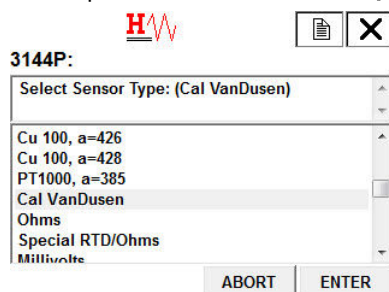 H
3144P:
Select Sensor Type: (Cal VanDusen)
Cu 100, a=426
Cu 100, a=428
PT1000, a=385
Cal VanDusen
Ohms
Special RTD/Ohms
Millivolts
ABORT ENTER